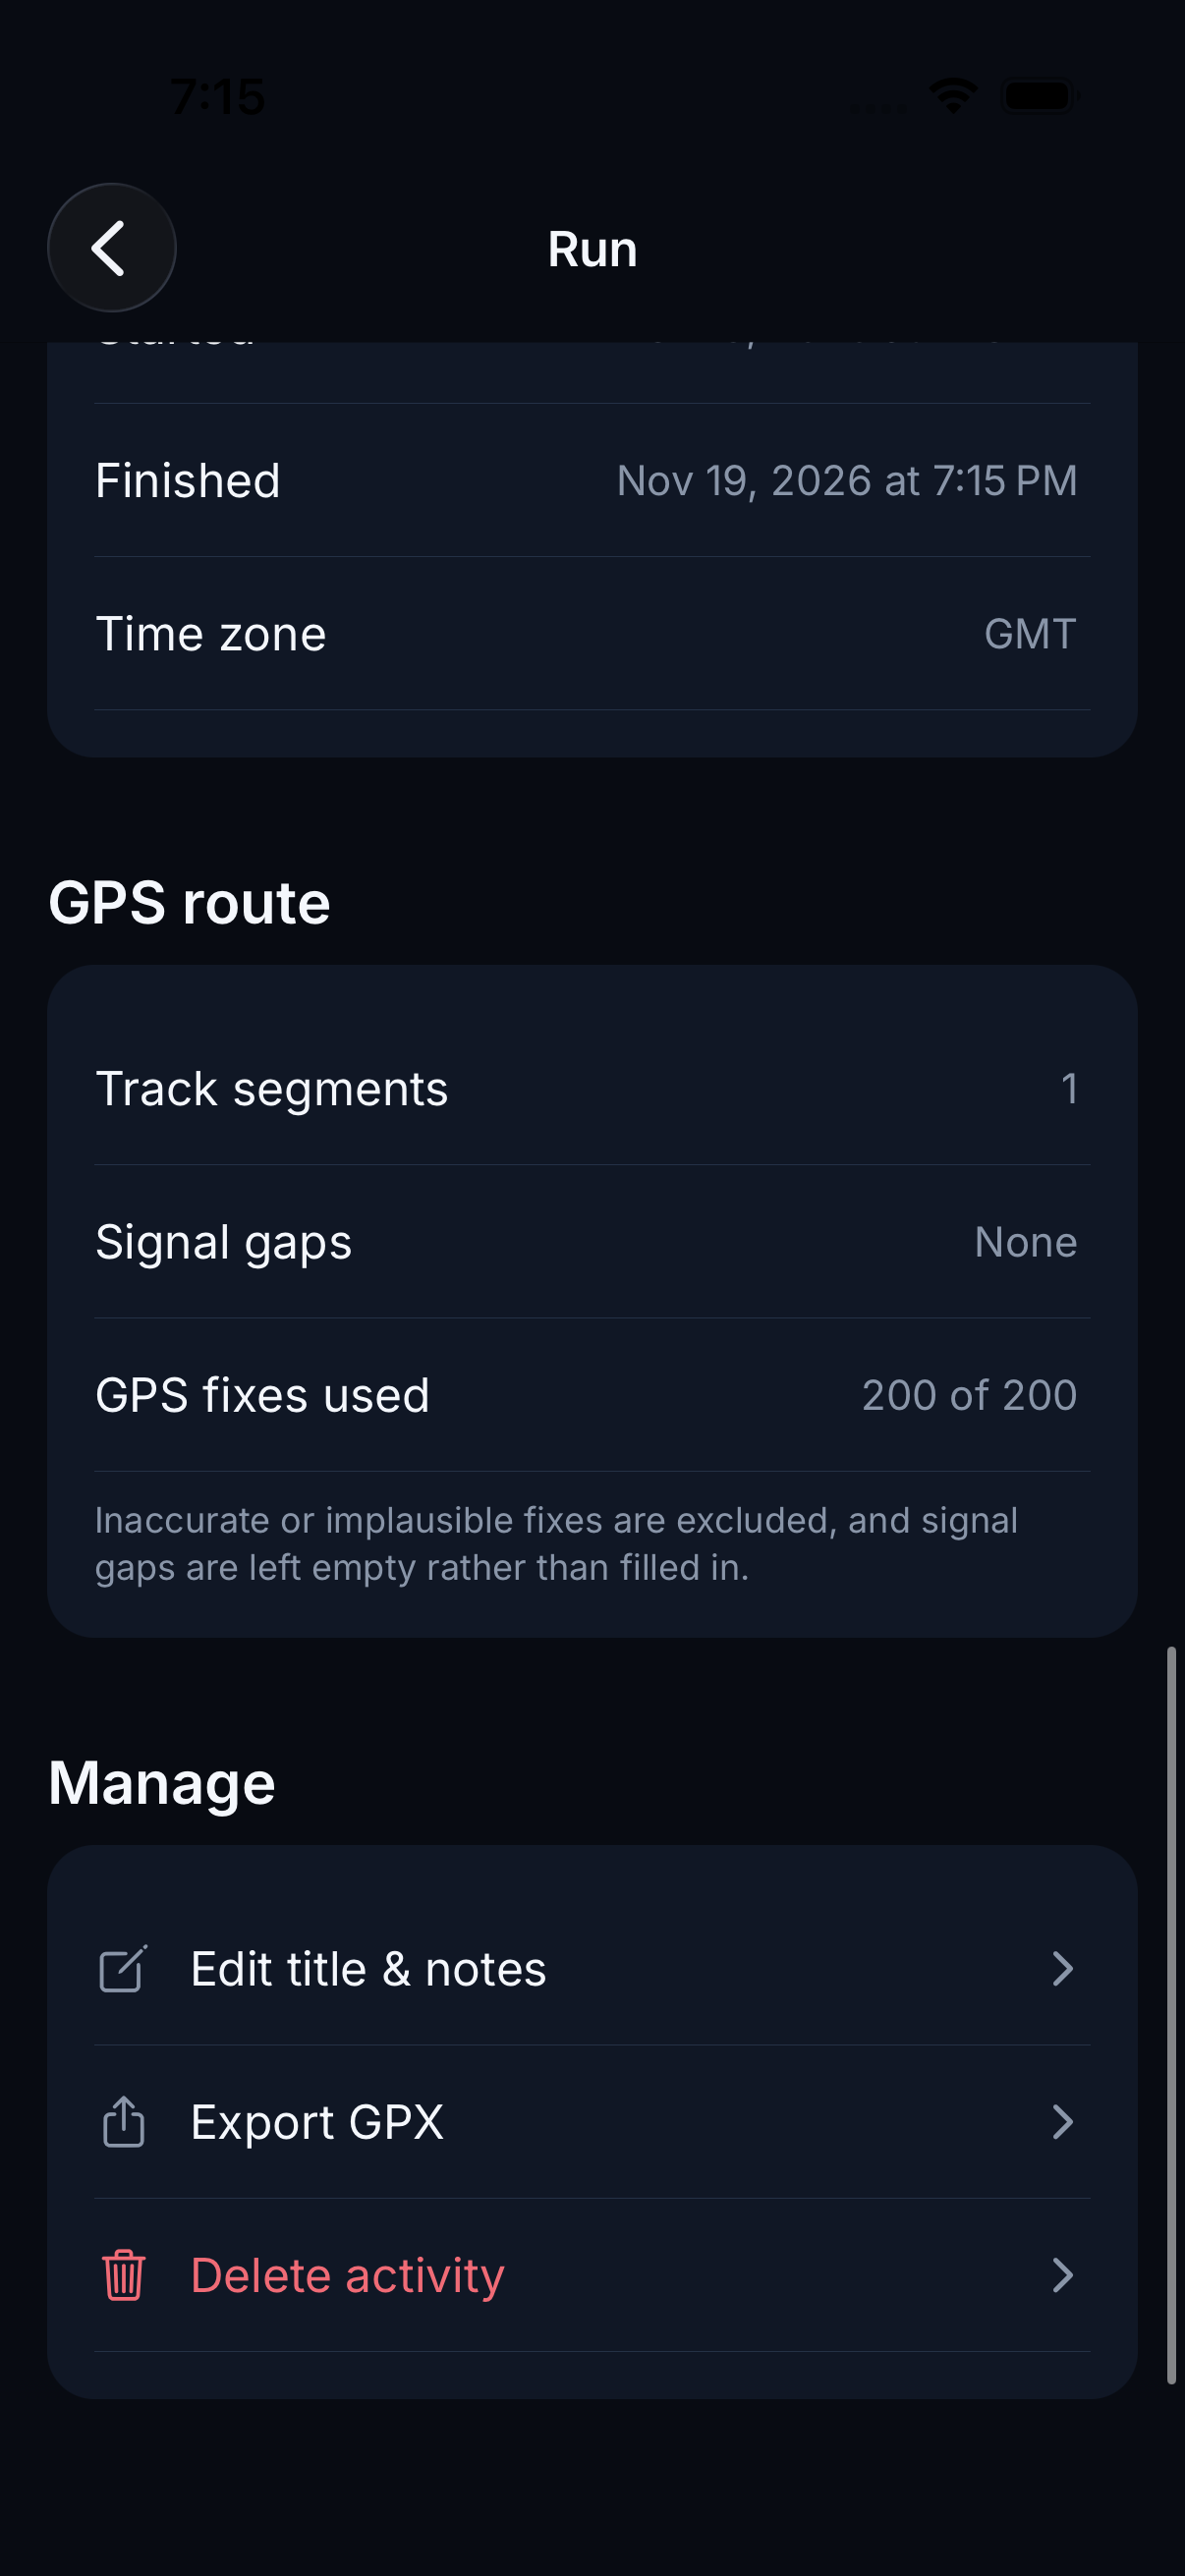 7:15
Run
Finished
Nov 19, 2026 at 7:15 PM
Time zone
GMT
GPS route
Track segments
1
Signal gaps
None
GPS fixes used
200 of 200
Inaccurate or implausible fixes are excluded, and signal
gaps are left empty rather than filled in.
Manage
Edit title & notes
Export GPX
Delete activity